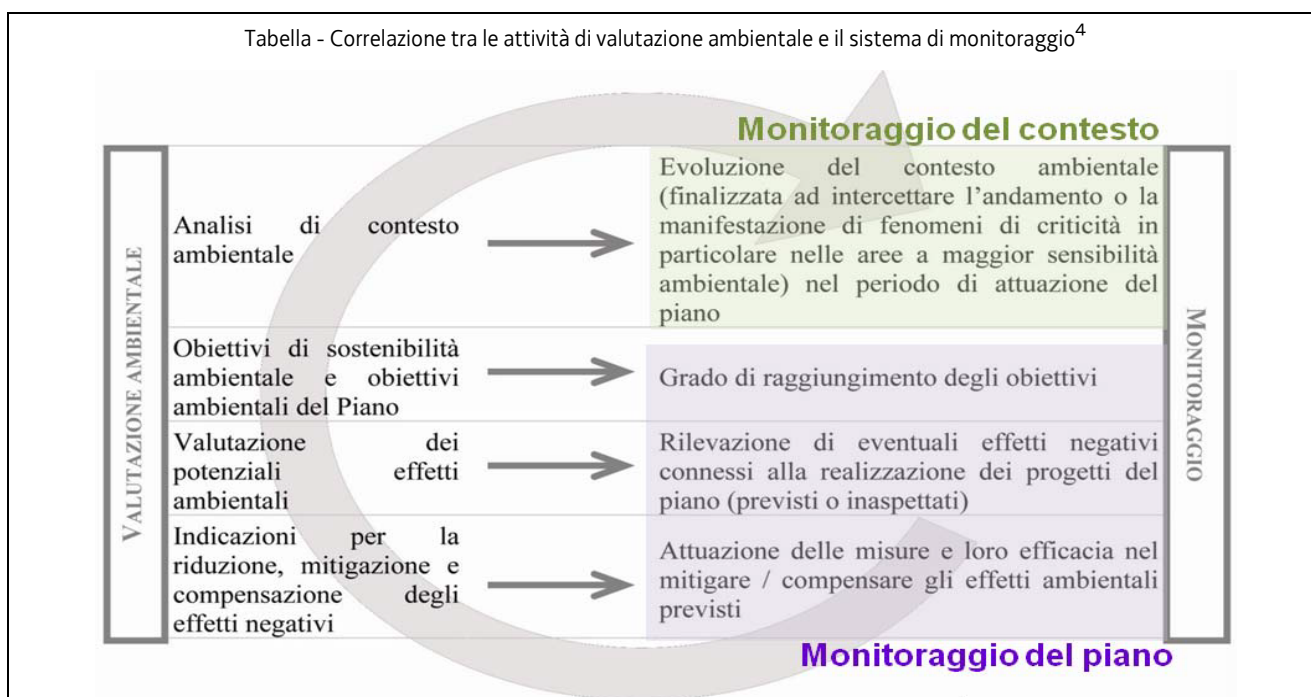 Tabella - Correlazione tra le attività di valutazione ambientale e il sistema di monitoraggio4
Monitoraggio del contesto
VALUTAZIONE AMBIENTALE
Analisi di contesto
ambientale
Evoluzione del contesto ambientale
(finalizzata ad intercettare l'andamento o la
manifestazione di fenomeni di criticità in
particolare nelle aree a maggior sensibilità
ambientale) nel periodo di attuazione del
piano
Obiettivi di sostenibilità
ambientale e obiettivi
ambientali del Piano
Grado di raggiungimento degli obiettivi
Valutazione dei
potenziali effetti
ambientali
Rilevazione di eventuali effetti negativi
connessi alla realizzazione dei progetti del
piano (previsti o inaspettati)
Indicazioni per la
riduzione, mitigazione e
compensazione degli
effetti negativi
Attuazione delle misure e loro efficacia nel
mitigare / compensare gli effetti ambientali
previsti
MONITORAGGIO
Monitoraggio del piano